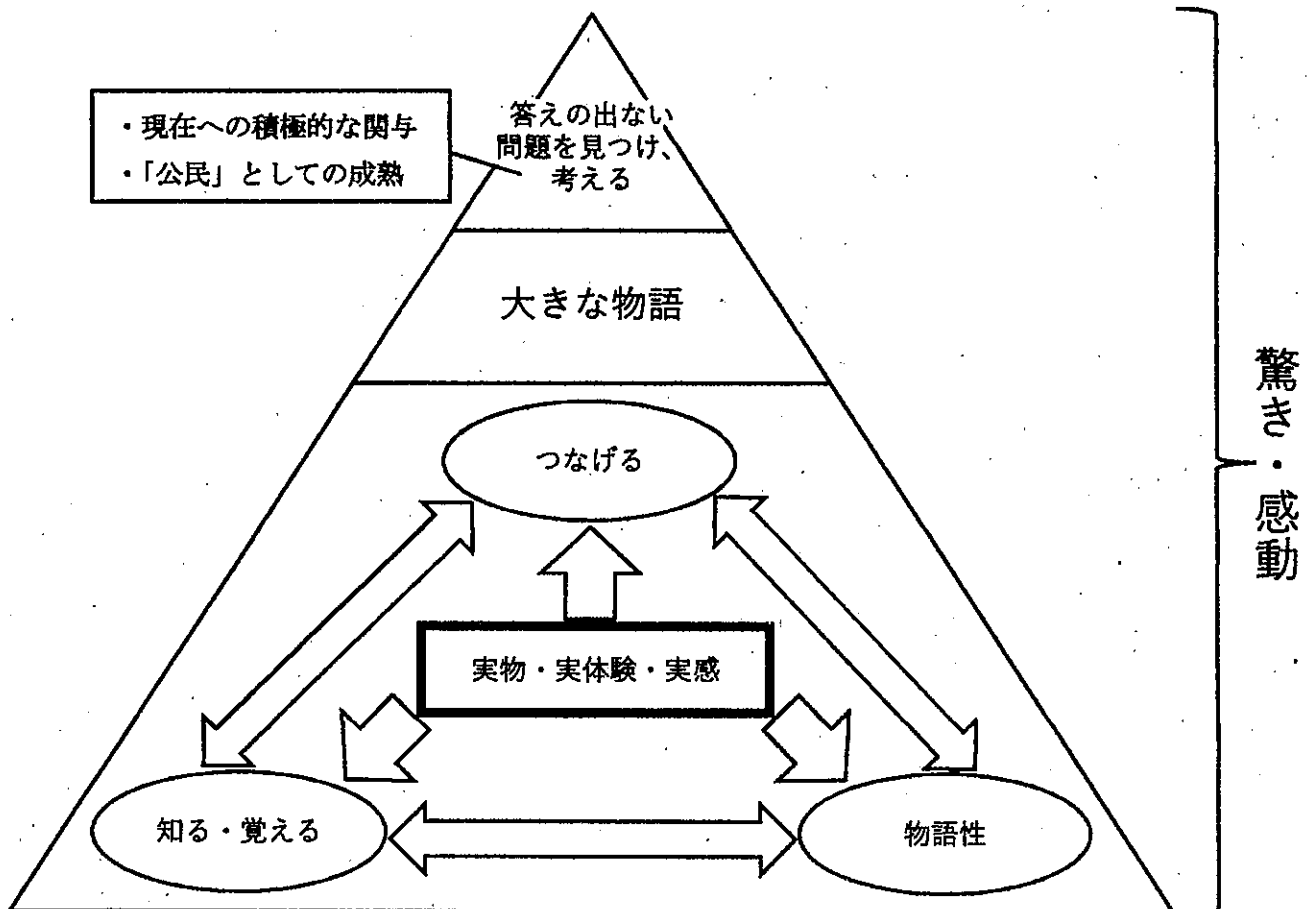 答えの出ない
問題を見つけ、
考える
・現在への積極的な関与
・「公民」としての成熟
大きな物語
つなげる
実物・実体験・実感
知る・覚える
物語性
驚き・感動